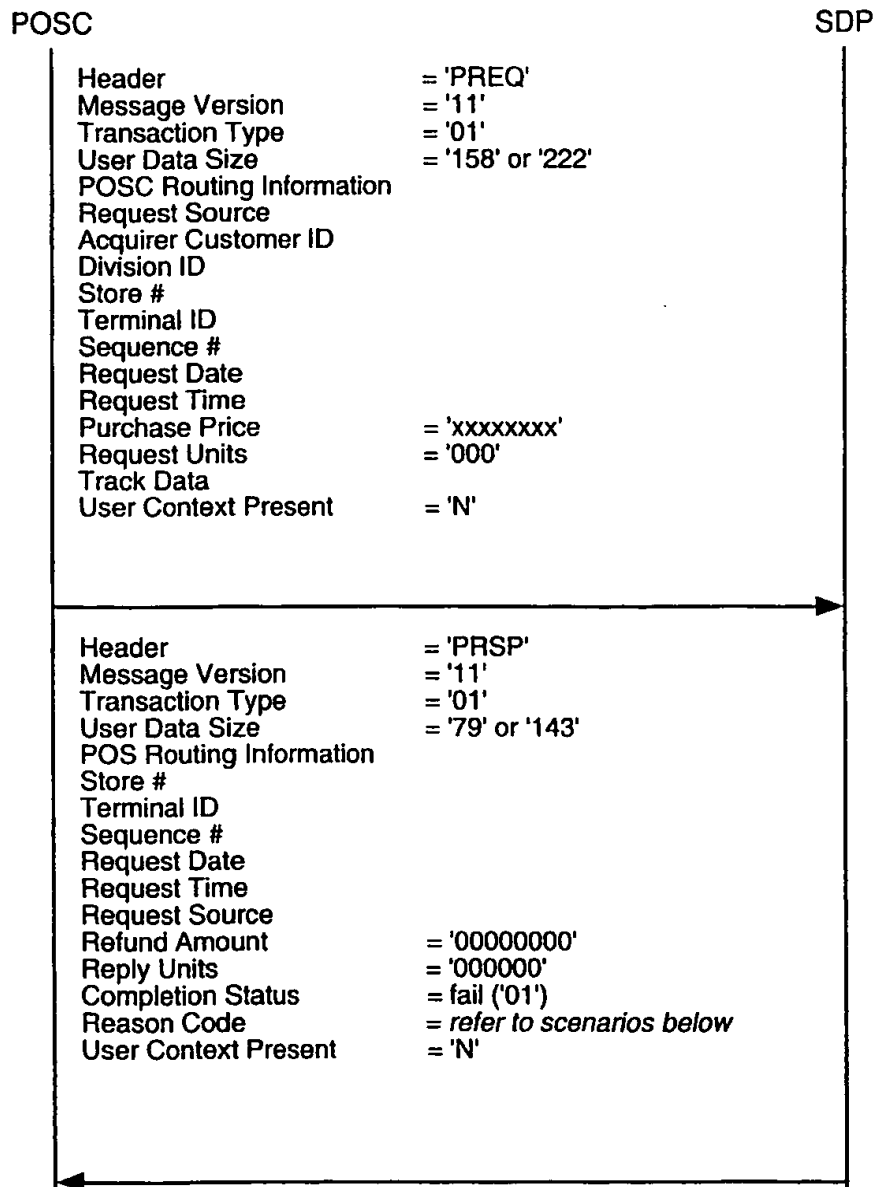 POSC SDP
Header = 'PREQ'
Message Version = '11'
Transaction Type = '01'
User Data Size = '158' or '222'
POSC Routing Information
Request Source
Acquirer Customer ID
Division ID
Store #
Terminal ID
Sequence #
Request Date
Request Time
Purchase Price = 'xxxxxxxx'
Request Units = '000'
Track Data
User Context Present = 'N'
Header = 'PRSP'
Message Version = '11'
Transaction Type = '01'
User Data Size = '79' or '143'
POS Routing Information
Store #
Terminal ID
Sequence #
Request Date
Request Time
Request Source
Refund Amount = '00000000'
Reply Units = '000000'
Completion Status = fail ('01')
Reason Code = refer to scenarios below
User Context Present = 'N'